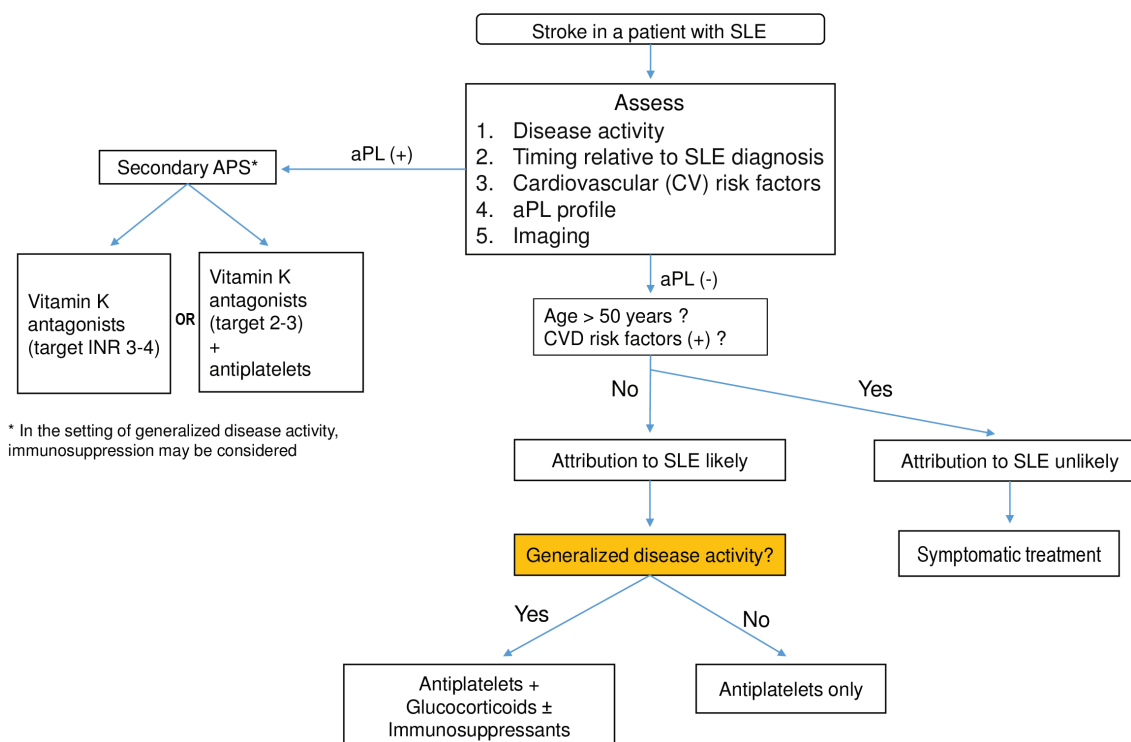 Stroke in a patient with SLE
Assess
1. Disease activity
2. Timing relative to SLE diagnosis
3. Cardiovascular (CV) risk factors
4. aPL profile
5. Imaging
aPL (+)
Secondary APS*
Vitamin K
antagonists
(target INR 3-4)
OR
Vitamin K
antagonists
(target 2-3)
+
antiplatelets
* In the setting of generalized disease activity,
immunosuppression may be considered
aPL (-)
Age > 50 years ?
CVD risk factors (+) ?
No
Yes
Attribution to SLE likely
Attribution to SLE unlikely
Generalized disease activity?
Symptomatic treatment
Yes
No
Antiplatelets +
Glucocorticoids ±
Immunosuppressants
Antiplatelets only